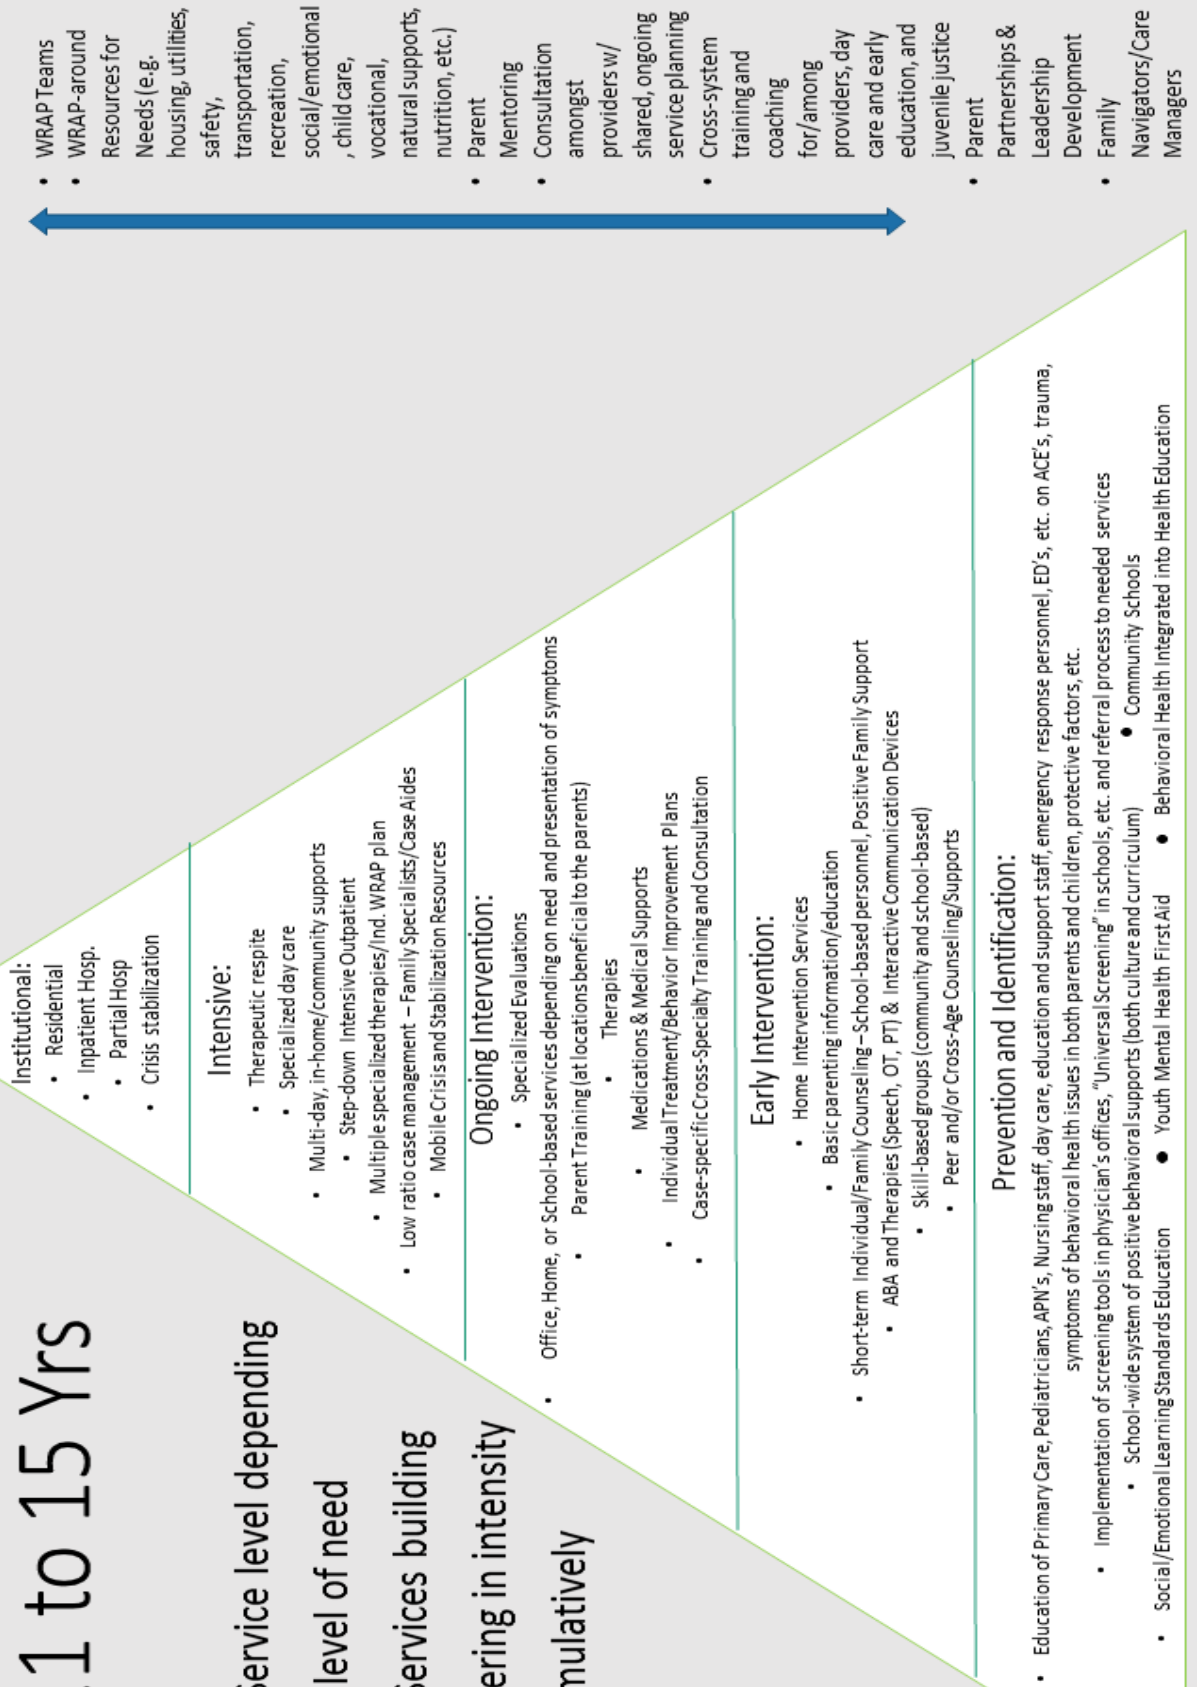 11 to 15 Yrs
Service level depending
level of need
Services building
ering in intensity
mulatively
Institutional:
• Residential
• Inpatient Hosp.
• Partial Hosp
• Crisis stabilization
Intensive:
• Therapeutic respite
• Specialized day care
• Multi-day, in-home/community supports
• Step-down Intensive Outpatient
• Multiple specialized therapies/Ind. WRAP plan
• Low ratio case management – Family Specialists/Case Aides
• Mobile Crisis and Stabilization Resources
Ongoing Intervention:
• Specialized Evaluations
• Office, Home, or School-based services depending on need and presentation of symptoms
• Parent Training (at locations beneficial to the parents)
• Therapies
• Medications & Medical Supports
• Individual Treatment/Behavior Improvement Plans
• Case-specific Cross-Specialty Training and Consultation
Early Intervention:
• Home Intervention Services
• Basic parenting information/education
• Short-term Individual/Family Counseling – School-based personnel, Positive Family Support
• ABA and Therapies (Speech, OT, PT) & Interactive Communication Devices
• Skill-based groups (community and school-based)
• Peer and/or Cross-Age Counseling/Supports
Prevention and Identification:
• Education of Primary Care, Pediatricians, APN's, Nursing staff, day care, education and support staff, emergency response personnel, ED's, etc. on ACE's, trauma,
symptoms of behavioral health issues in both parents and children, protective factors, etc.
• Implementation of screening tools in physician's offices, "Universal Screening" in schools, etc. and referral process to needed services
• School-wide system of positive behavioral supports (both culture and curriculum) ● Community Schools
• Social/Emotional Learning Standards Education ● Youth Mental Health First Aid ● Behavioral Health Integrated into Health Education
• WRAP Teams
• WRAP-around
Resources for
Needs (e.g.
housing, utilities,
safety,
transportation,
recreation,
social/emotional
, child care,
vocational,
natural supports,
nutrition, etc.)
• Parent
Mentoring
• Consultation
amongst
providers w/
shared, ongoing
service planning
• Cross-system
training and
coaching
for/among
providers, day
care and early
education, and
juvenile justice
• Parent
Partnerships &
Leadership
Development
• Family
Navigators/Care
Managers